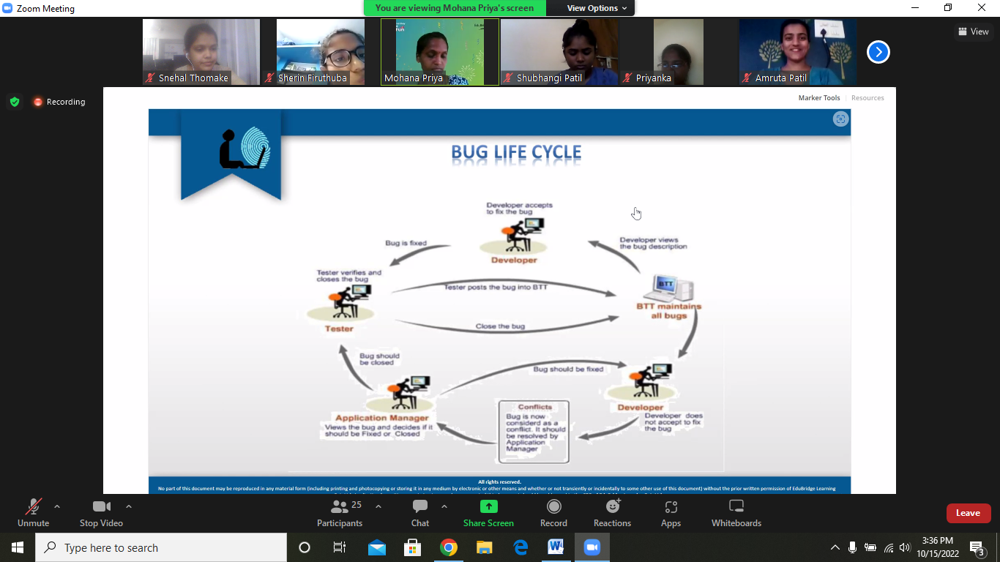 Zoom Meeting
You are viewing Mohana Priya's screen
View Options
Snehal Thomake
Sherin Firuthuba
Mohana Priya
Shubhangi Patil
Priyanka
Amruta Patil
View
Recording
Marker Tools
Resources
BUG LIFE CYCLE
Developer accepts
to fix the bug
Developer
Bug is fixed
Developer views
the bug description
Tester verifies and
closes the bug
Tester
Tester posts the bug into BTT
BTT
BTT maintains
all bugs
Close the bug
Bug should
be closed
Bug should be fixed
Application Manager
Views the bug and decides if it
should be Fixed or Closed
Conflicts
Bug is now
considerd as a
conflict. It should
be resolved by
Application
Manager
Developer
Developer does
not accept to fix
the bug
All rights reserved.
No part of this document may be reproduced in any material form (including printing and photocopying or storing it in any medium by electronic or other means and whether or not transiently or incidentally to some other use of this document) without the prior written permission of EduBridge Learning
Unmute
Stop Video
25
Participants
Chat
Share Screen
Record
Reactions
Apps
Whiteboards
Leave
Type here to search
3:36 PM
10/15/2022
3